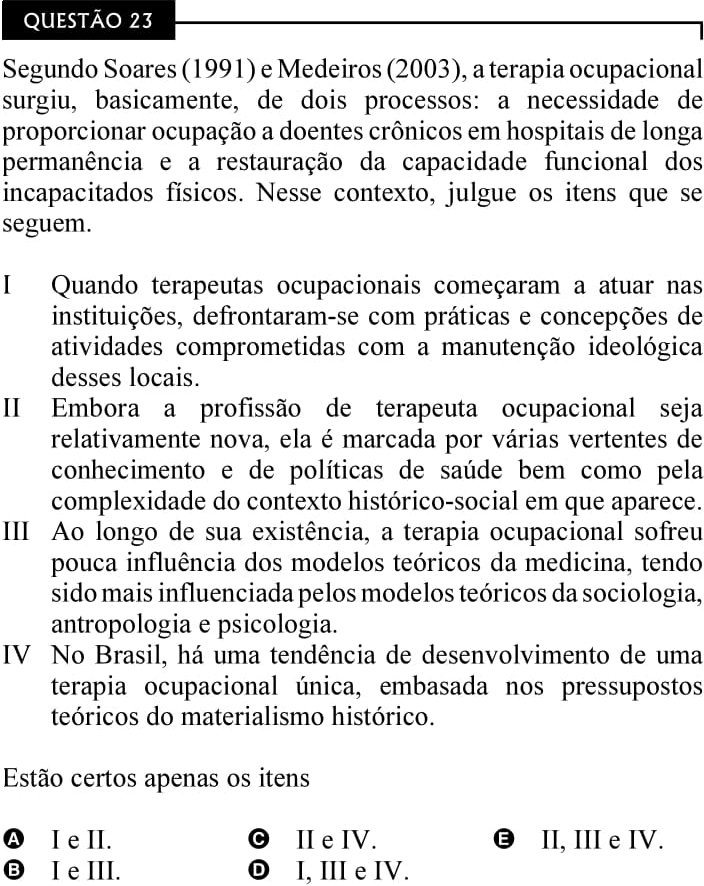 QUESTÃO 23
Segundo Soares (1991) e Medeiros (2003), a terapia ocupacional
surgiu, basicamente, de dois processos: a necessidade de
proporcionar ocupação a doentes crônicos em hospitais de longa
permanência e a restauração da capacidade funcional dos
incapacitados físicos. Nesse contexto, julgue os itens que se
seguem.
I Quando terapeutas ocupacionais começaram a atuar nas
instituições, defrontaram-se com práticas e concepções de
atividades comprometidas com a manutenção ideológica
desses locais.
II Embora a profissão de terapeuta ocupacional seja
relativamente nova, ela é marcada por várias vertentes de
conhecimento e de políticas de saúde bem como pela
complexidade do contexto histórico-social em que aparece.
III Ao longo de sua existência, a terapia ocupacional sofreu
pouca influência dos modelos teóricos da medicina, tendo
sido mais influenciada pelos modelos teóricos da sociologia,
antropologia e psicologia.
IV No Brasil, há uma tendência de desenvolvimento de uma
terapia ocupacional única, embasada nos pressupostos
teóricos do materialismo histórico.
Estão certos apenas os itens
A I e II.
B I e III.
C II e IV.
D I, III e IV.
E II, III e IV.